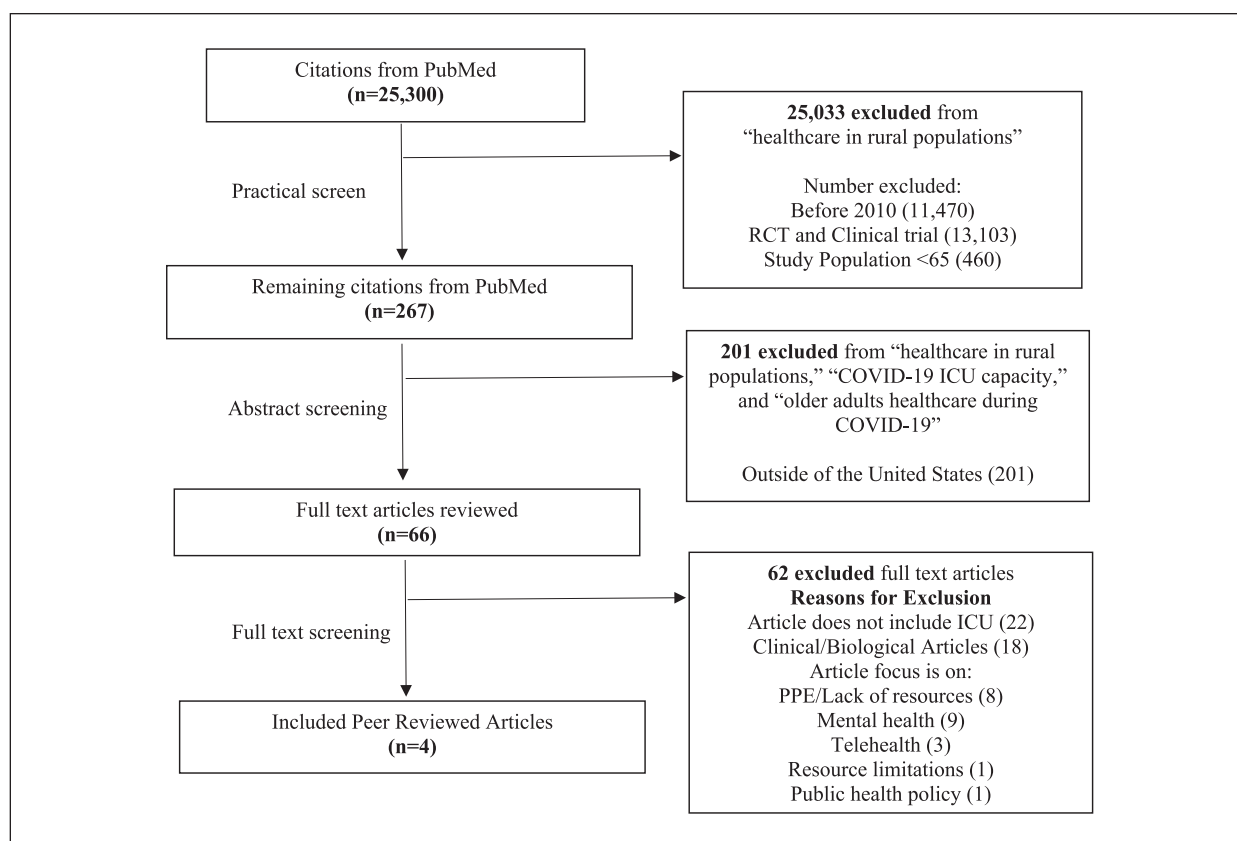 Citations from PubMed
(n=25,300)
25,033 excluded from
“healthcare in rural populations”
Number excluded:
Before 2010 (11,470)
RCT and Clinical trial (13,103)
Study Population <65 (460)
Practical screen
Remaining citations from PubMed
(n=267)
201 excluded from “healthcare in rural
populations,” “COVID-19 ICU capacity,”
and “older adults healthcare during
COVID-19”
Outside of the United States (201)
Abstract screening
Full text articles reviewed
(n=66)
62 excluded full text articles
Reasons for Exclusion
Article does not include ICU (22)
Clinical/Biological Articles (18)
Article focus is on:
PPE/Lack of resources (8)
Mental health (9)
Telehealth (3)
Resource limitations (1)
Public health policy (1)
Full text screening
Included Peer Reviewed Articles
(n=4)